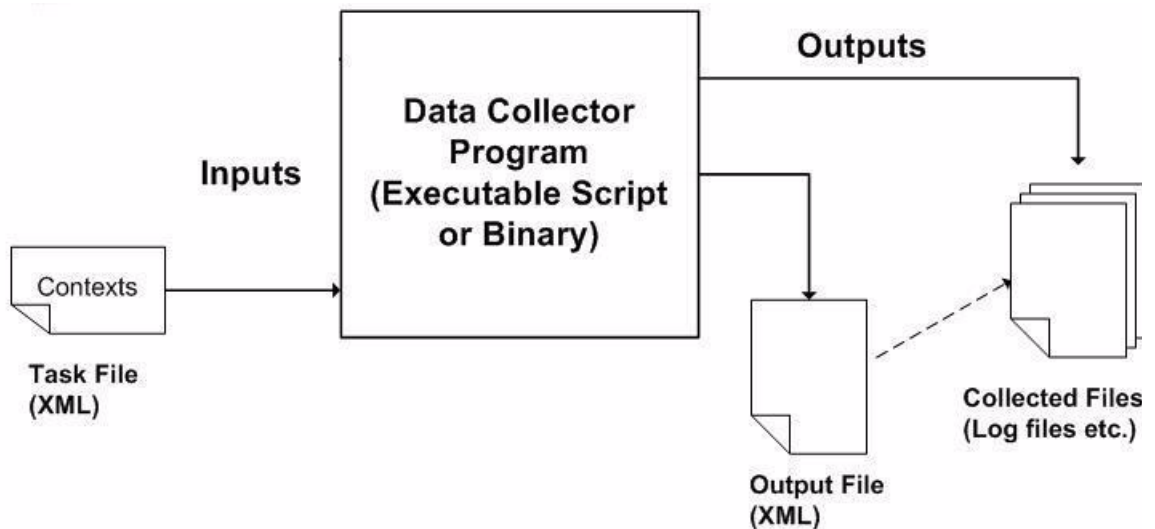 Outputs
Data Collector
Program
(Executable Script
or Binary)
Inputs
Contexts
Task File
(XML)
Collected Files
(Log files etc.)
Output File
(XML)